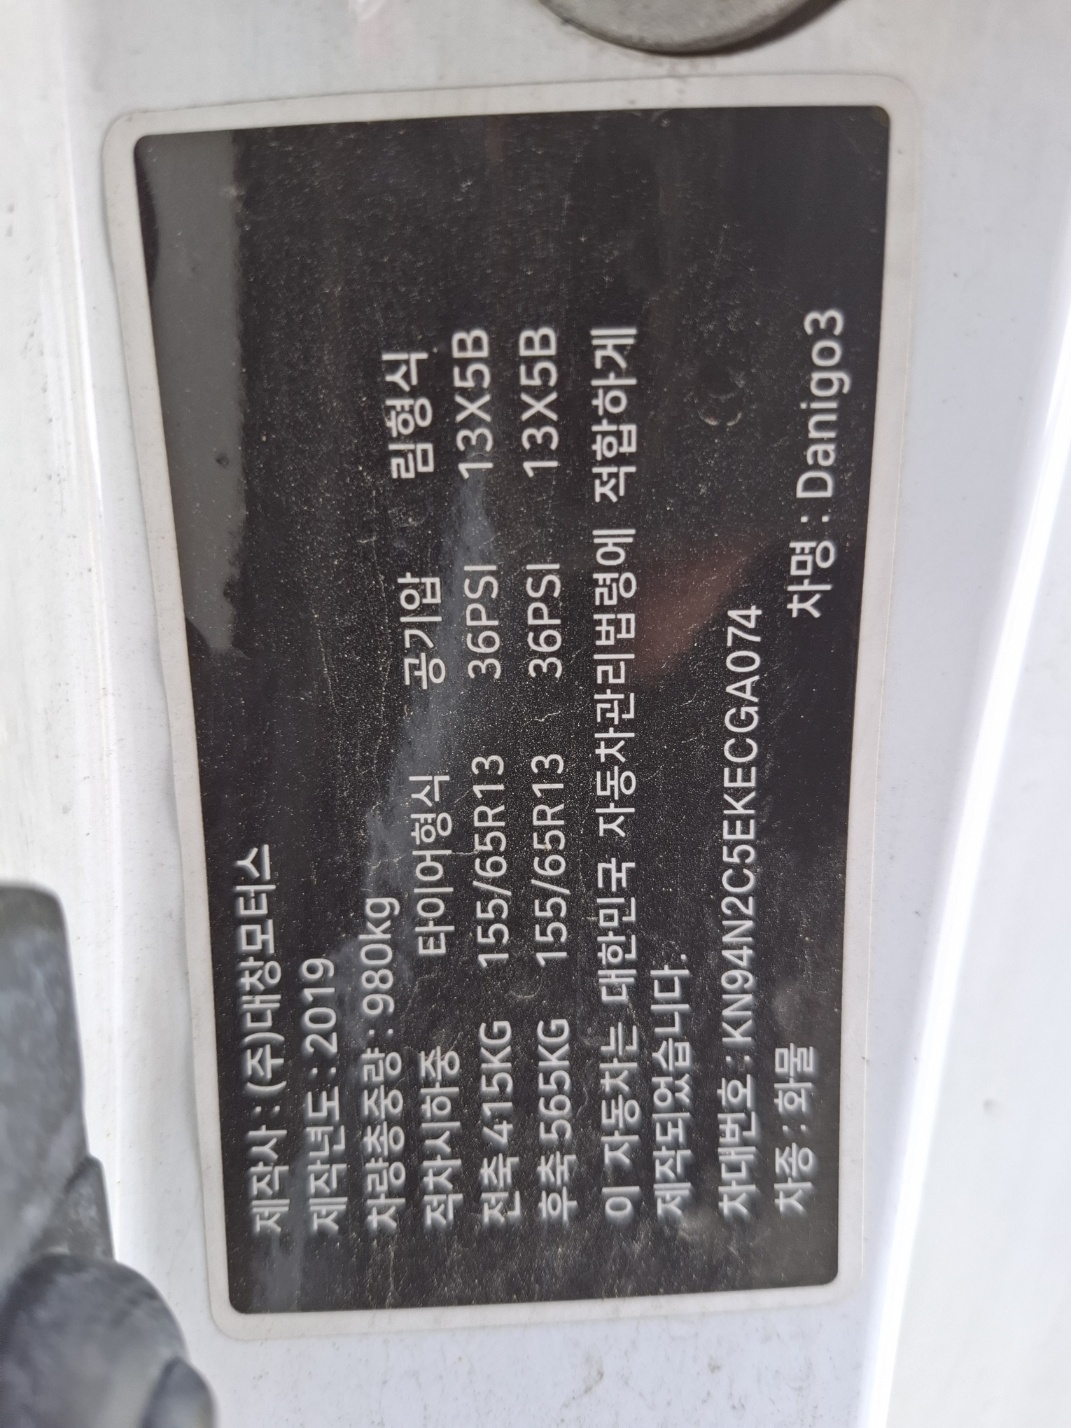 제작사 : (주)대창모터스
제작년도 : 2019
차량총중량 : 980kg
적차시하중 타이어형식 공기압 림형식
전축 415KG 155/65R13 36PSI 13X5B
후축 565KG 155/65R13 36PSI 13X5B
이 자동차는 대한민국 자동차관리법령에 적합하게
제작되었습니다.
차대번호 : KN94N2C5EKECGA074
차종 : 화물 차명 : Danigo3